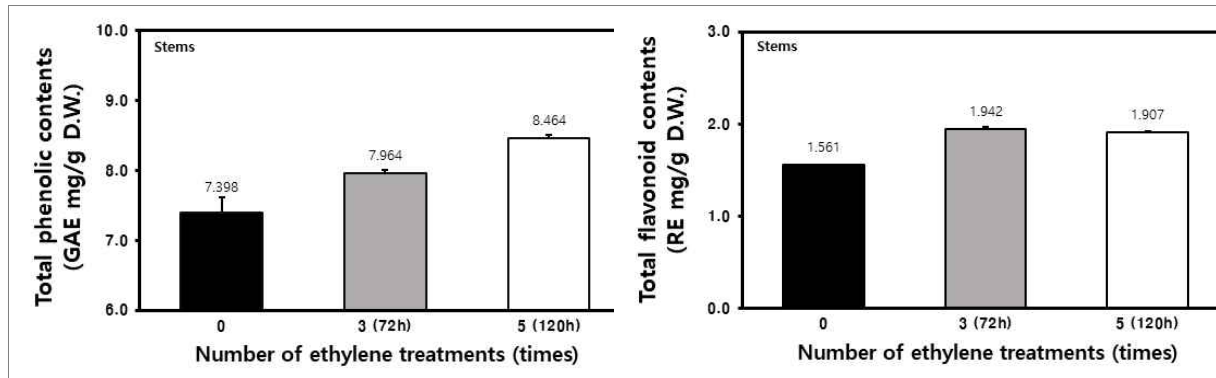 Total phenolic contents
(GAE mg/g D.W.)
10.0
9.0
8.0
7.0
6.0
Stems
7.398
7.964
8.464
0
3 (72h)
5 (120h)
Number of ethylene treatments (times)
Total flavonoid contents
(RE mg/g D.W.)
3.0
2.0
1.0
0.0
Stems
1.561
1.942
1.907
0
3 (72h)
5 (120h)
Number of ethylene treatments (times)